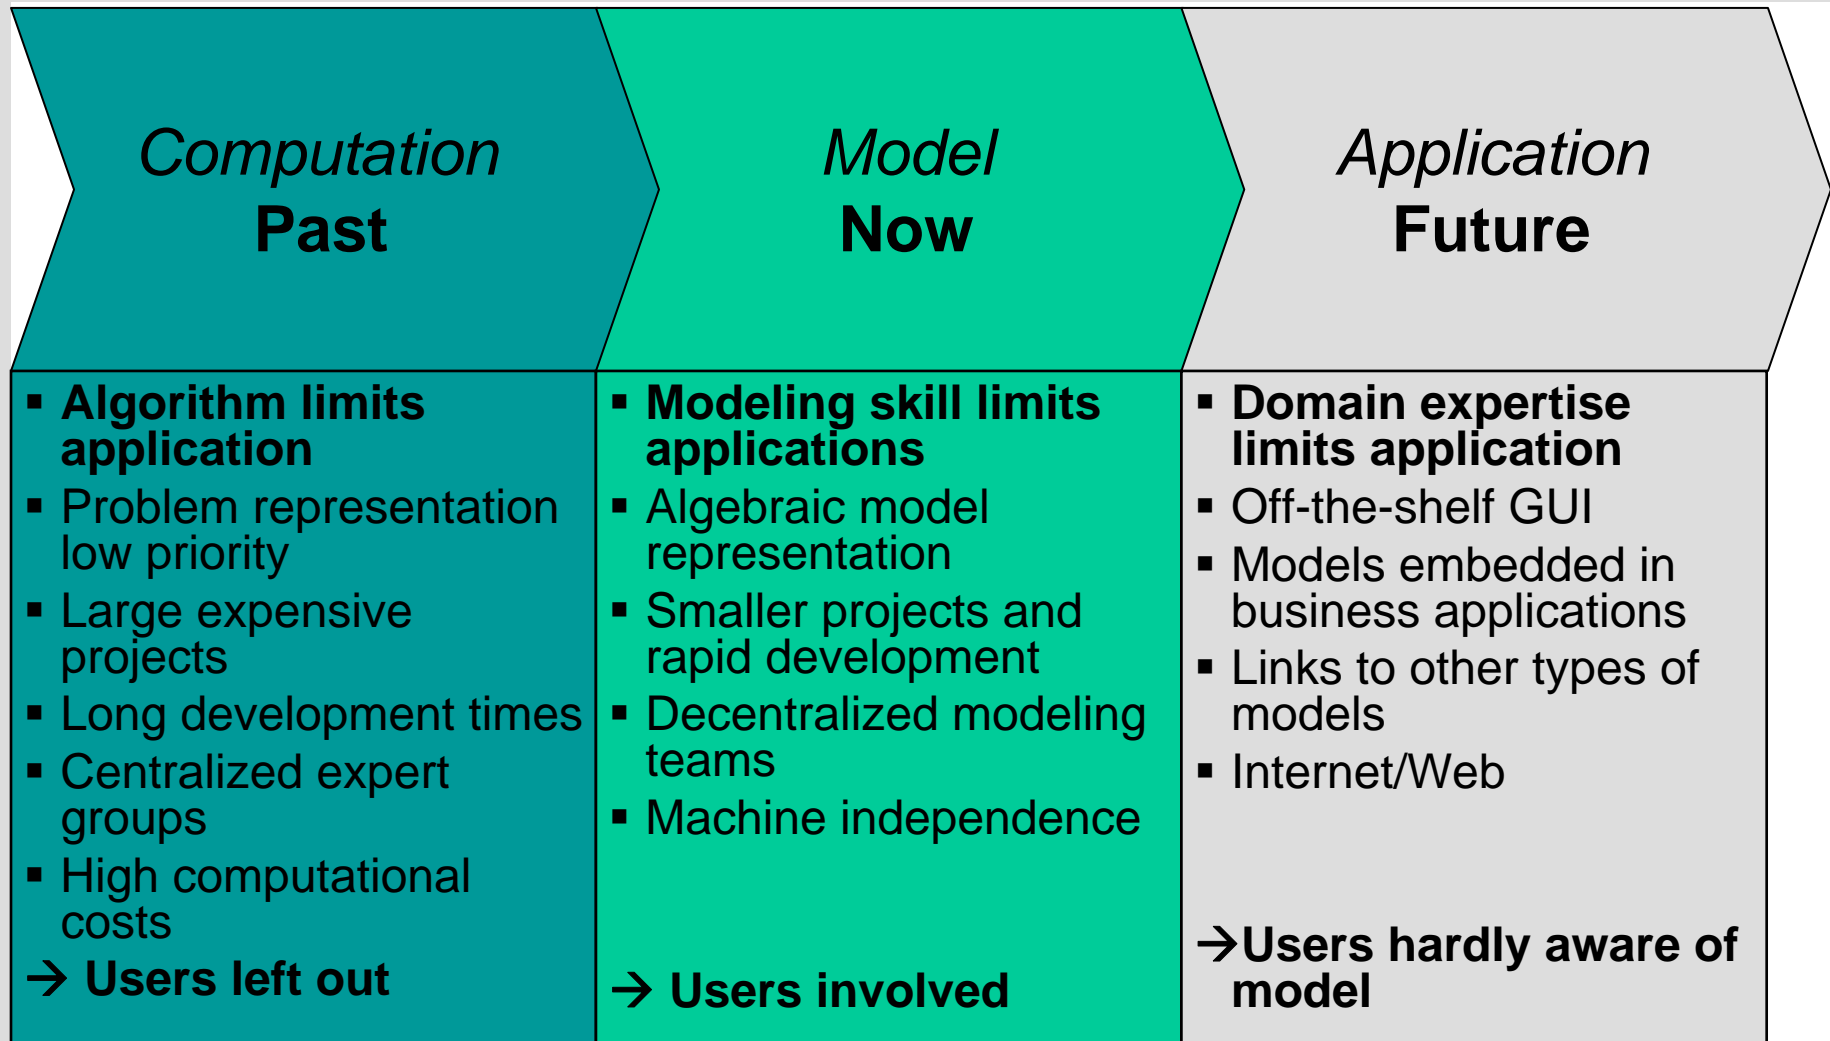 Computation
Past
Model
Now
Application
Future
▪ Algorithm limits
application
▪ Problem representation
low priority
▪ Large expensive
projects
▪ Long development times
▪ Centralized expert
groups
▪ High computational
costs
→ Users left out
▪ Modeling skill limits
applications
▪ Algebraic model
representation
▪ Smaller projects and
rapid development
▪ Decentralized modeling
teams
▪ Machine independence
→ Users involved
▪ Domain expertise
limits application
▪ Off-the-shelf GUI
▪ Models embedded in
business applications
▪ Links to other types of
models
▪ Internet/Web
→Users hardly aware of
model